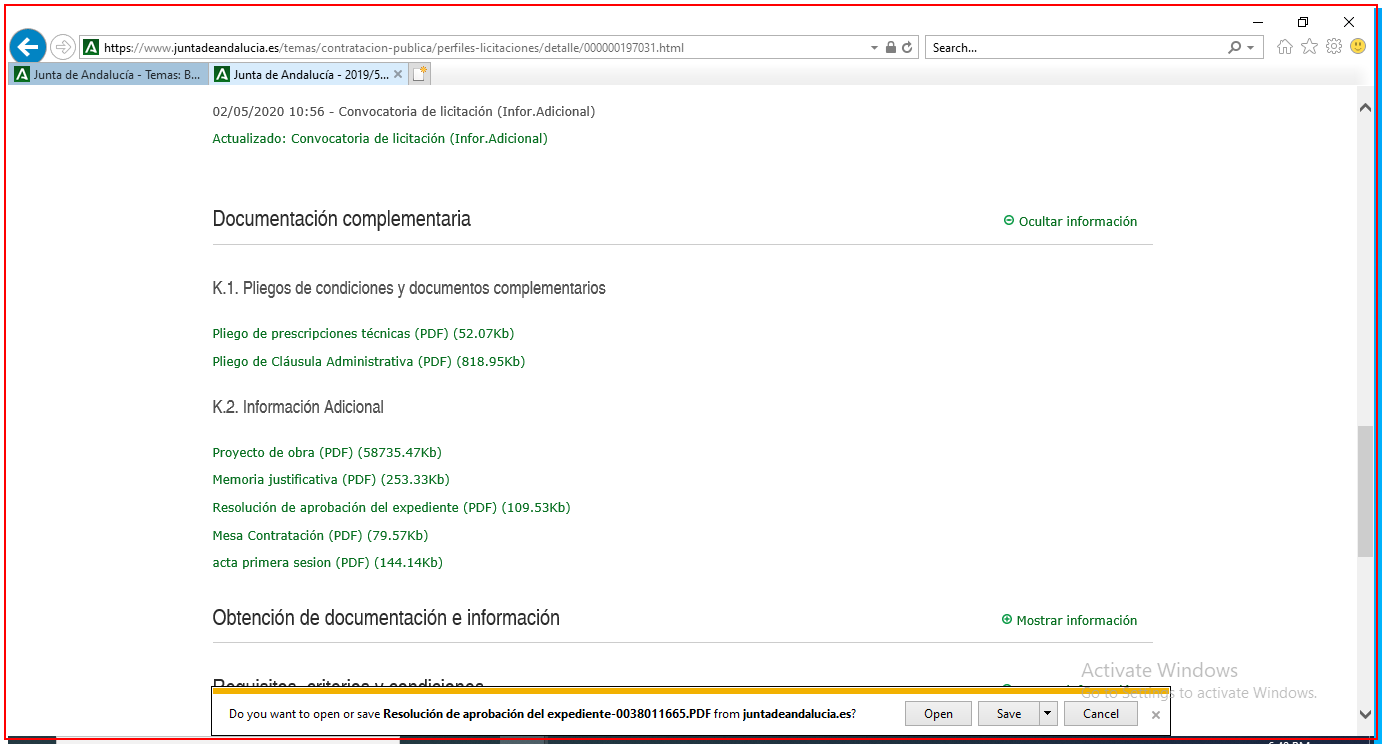 https://www.juntadeandalucia.es/temas/contratacion-publica/perfiles-licitaciones/detalle/000000197031.html
Search...
Junta de Andalucía - Temas: B...
Junta de Andalucía - 2019/5...
02/05/2020 10:56 - Convocatoria de licitación (Infor.Adicional)
Actualizado: Convocatoria de licitación (Infor.Adicional)
Documentación complementaria
Ocultar información
K.1. Pliegos de condiciones y documentos complementarios
Pliego de prescripciones técnicas (PDF) (52.07Kb)
Pliego de Cláusula Administrativa (PDF) (818.95Kb)
K.2. Información Adicional
Proyecto de obra (PDF) (58735.47Kb)
Memoria justificativa (PDF) (253.33Kb)
Resolución de aprobación del expediente (PDF) (109.53Kb)
Mesa Contratación (PDF) (79.57Kb)
acta primera sesion (PDF) (144.14Kb)
Obtención de documentación e información
Mostrar información
Requisitos, criterios y condiciones
Activate Windows
Go to Settings to activate Windows.
Do you want to open or save Resolución de aprobación del expediente-0038011665.PDF from juntadeandalucia.es?
Open
Save
Cancel